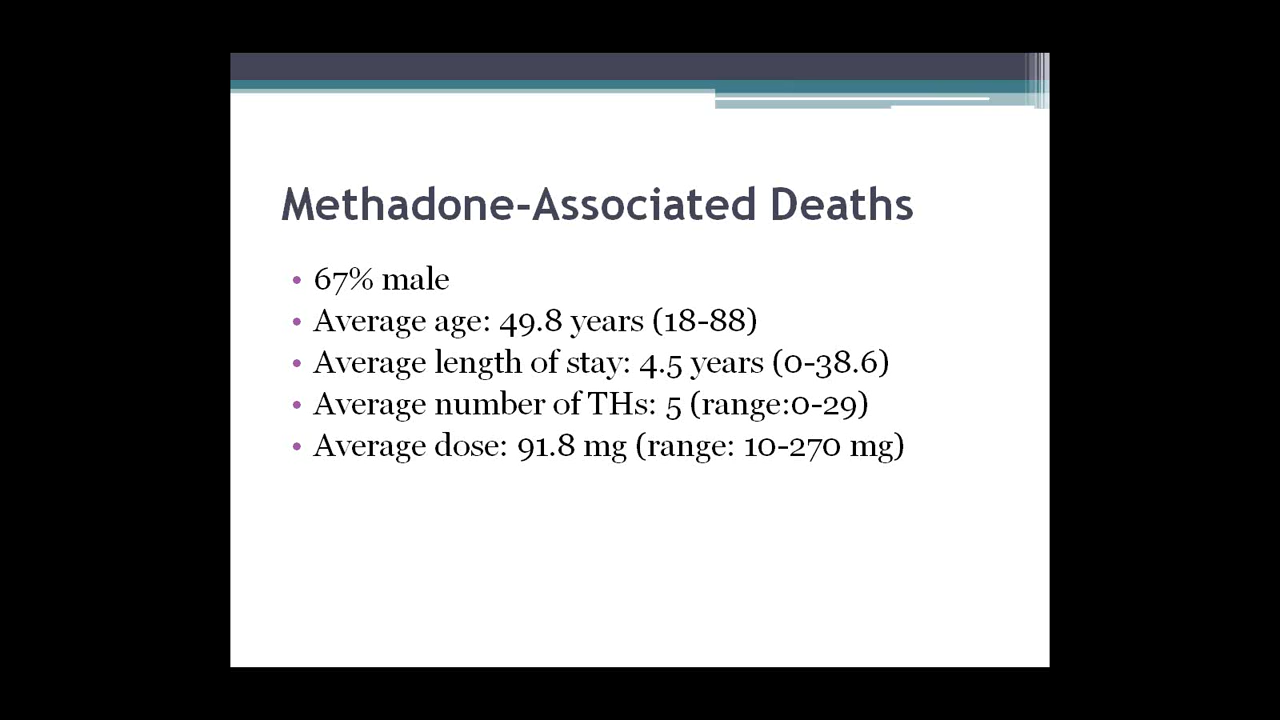 Methadone-Associated Deaths
• 67% male
• Average age: 49.8 years (18-88)
• Average length of stay: 4.5 years (0-38.6)
• Average number of THs: 5 (range:0-29)
• Average dose: 91.8 mg (range: 10-270 mg)